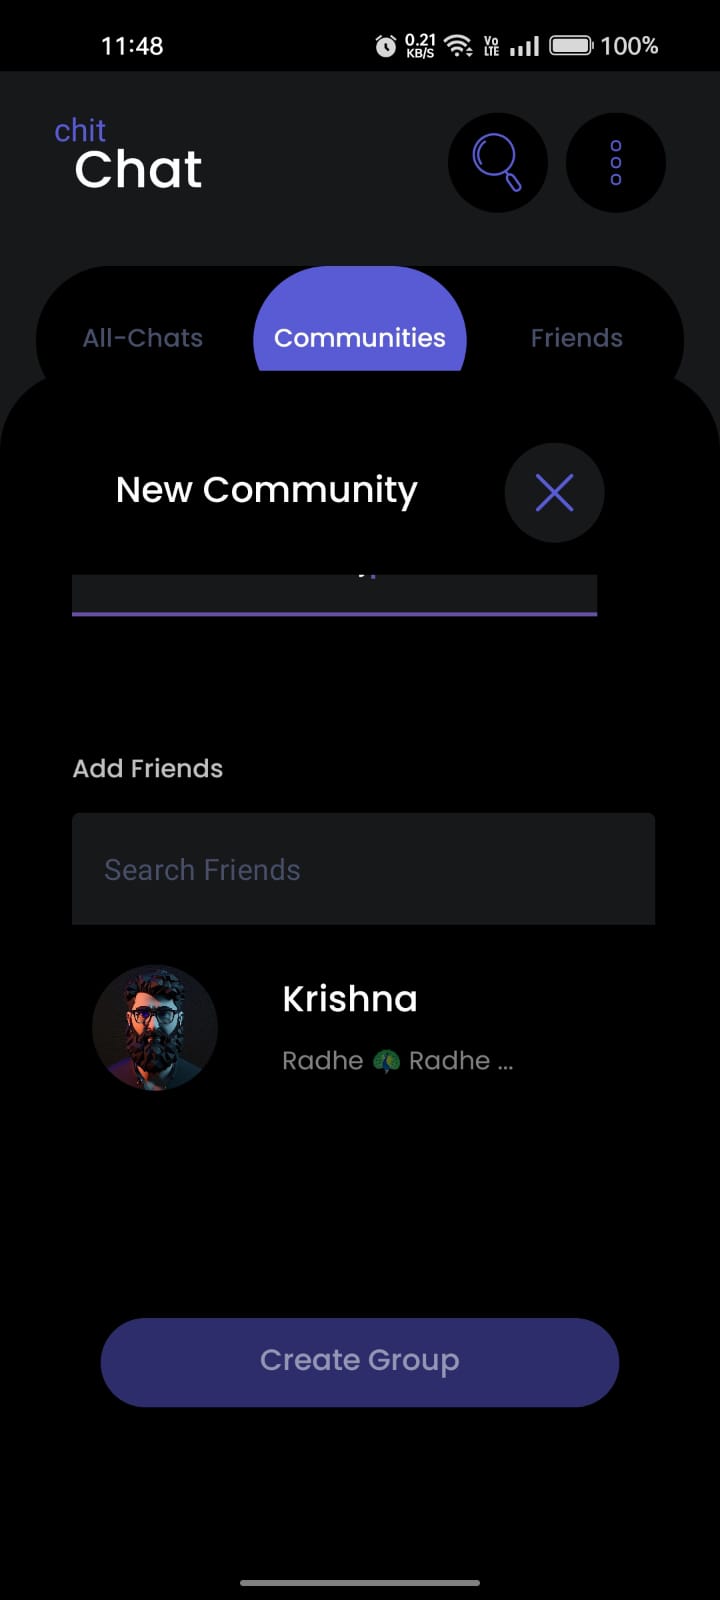 11:48
0.21 KB/S
Vo LTE
100%
chit
Chat
All-Chats
Communities
Friends
New Community
Add Friends
Search Friends
Krishna
Radhe 🦚 Radhe ...
Create Group